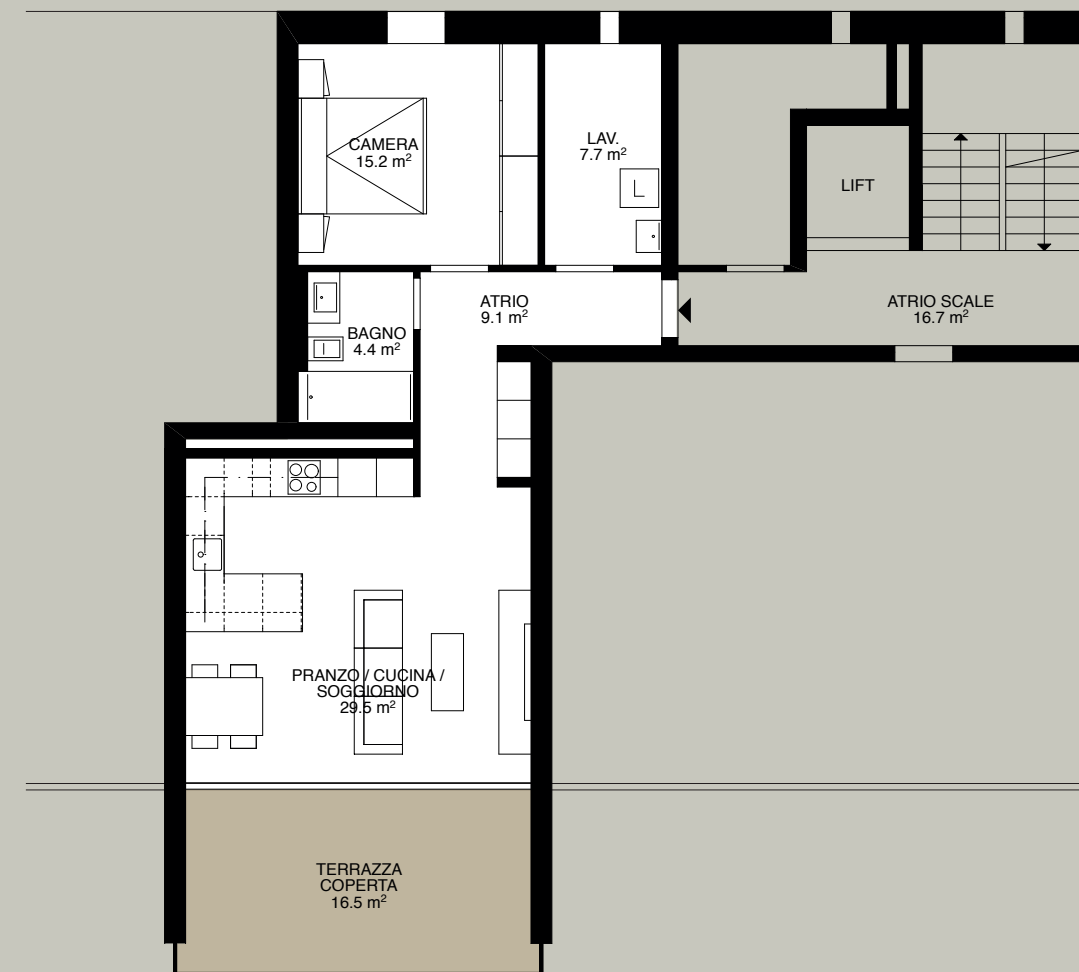 CAMERA
15.2 m²
LAV.
7.7 m²
L
LIFT
ATRIO
9.1 m²
ATRIO SCALE
16.7 m²
BAGNO
4.4 m²
PRANZO / CUCINA /
SOGGIORNO
29.5 m²
TERRAZZA
COPERTA
16.5 m²